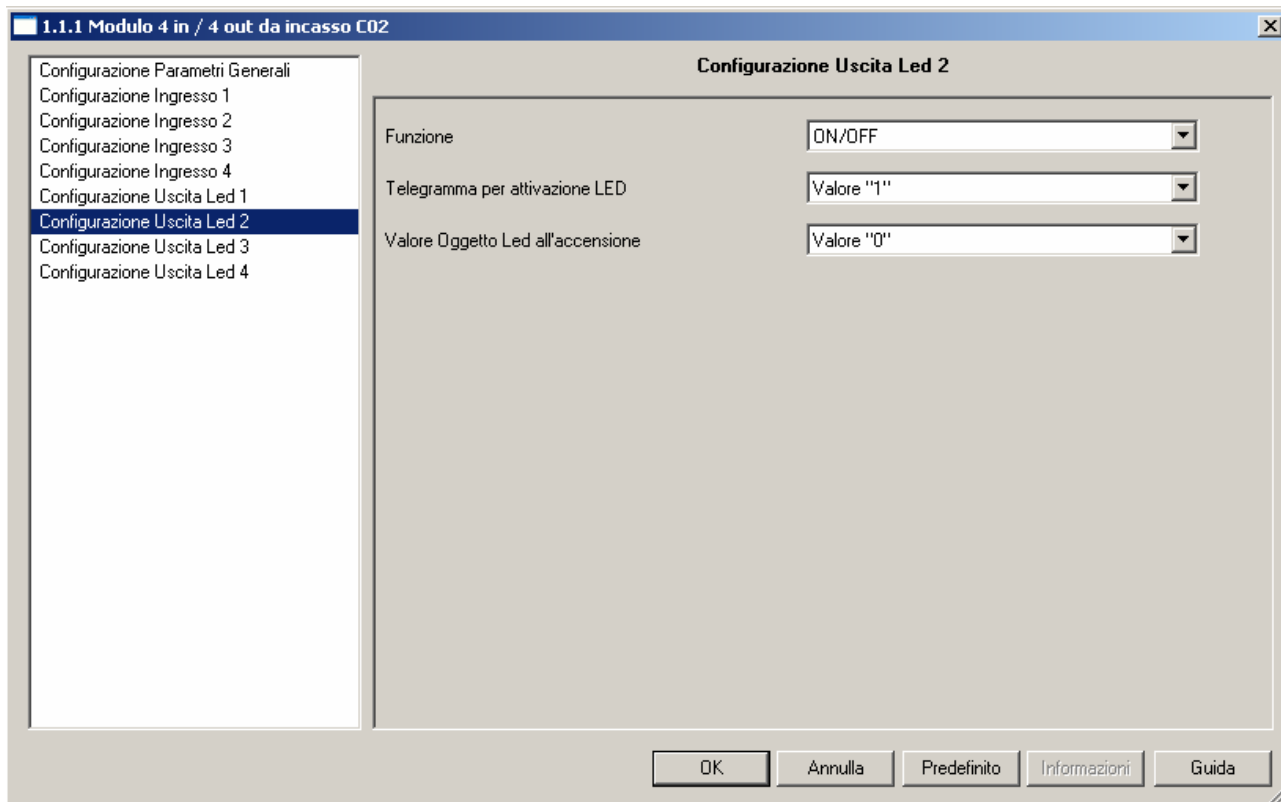 1.1.1 Modulo 4 in / 4 out da incasso C02
Configurazione Parametri Generali
Configurazione Ingresso 1
Configurazione Ingresso 2
Configurazione Ingresso 3
Configurazione Ingresso 4
Configurazione Uscita Led 1
Configurazione Uscita Led 2
Configurazione Uscita Led 3
Configurazione Uscita Led 4
Configurazione Uscita Led 2
Funzione ON/OFF
Telegramma per attivazione LED Valore "1"
Valore Oggetto Led all'accensione Valore "0"
OK Annulla Predefinito Informazioni Guida